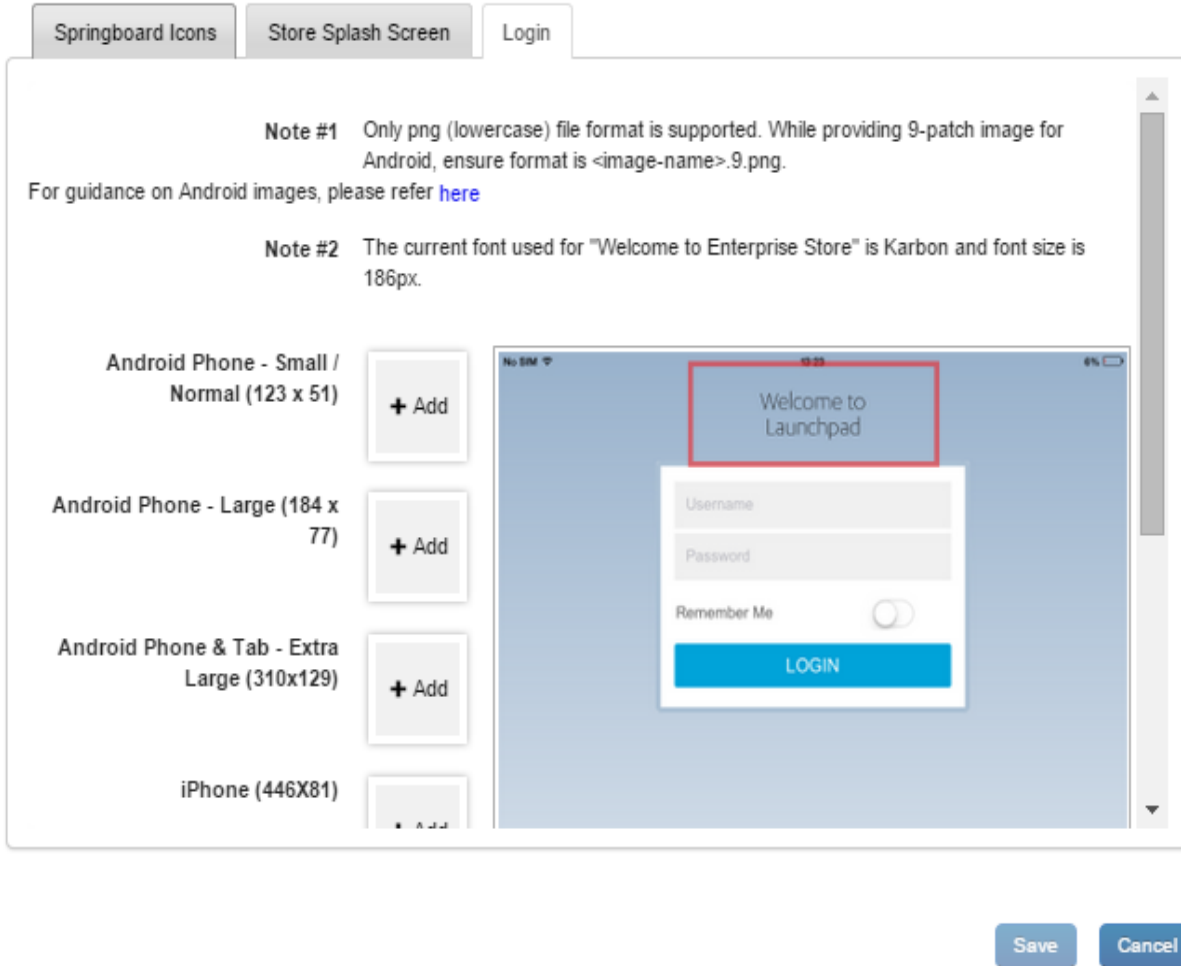 Springboard Icons
Store Splash Screen
Login
Note #1
Only png (lowercase) file format is supported. While providing 9-patch image for
Android, ensure format is <image-name>.9.png.
For guidance on Android images, please refer here
Note #2
The current font used for "Welcome to Enterprise Store" is Karbon and font size is
186px.
Android Phone - Small /
Normal (123 x 51)
+ Add
Android Phone - Large (184 x
77)
+ Add
Android Phone & Tab - Extra
Large (310x129)
+ Add
iPhone (446X81)
+ Add
No SIM
13:23
6%
Welcome to
Launchpad
Username
Password
Remember Me
LOGIN
Save
Cancel